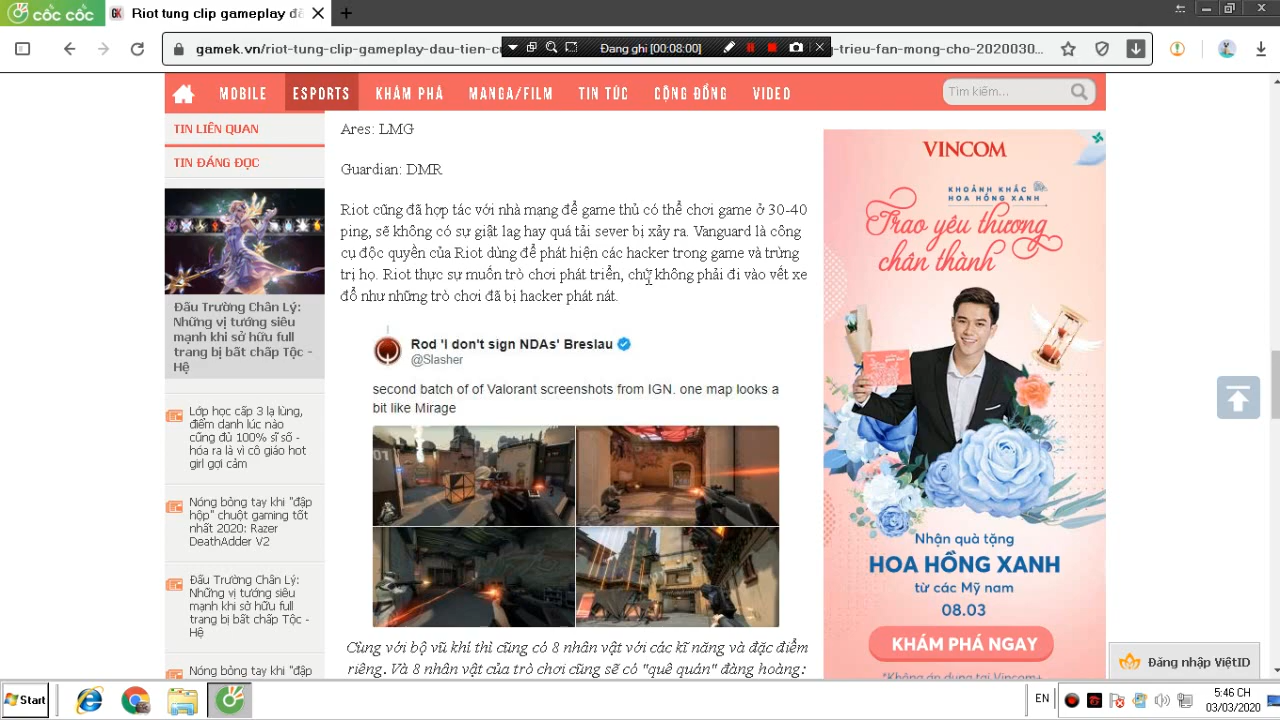 cốc cốc
Riot tung clip gameplay đầ
gamek.vn/riot-tung-clip-gameplay-dau-tien-cu
Đang ghi [00:08:00]
g-trieu-fan-mong-cho-2020030...
MOBILE
ESPORTS
KHÁM PHÁ
MANGA/FILM
TIN TỨC
CỘNG ĐỒNG
VIDEO
Tìm kiếm...
TIN LIÊN QUAN
TIN ĐÁNG ĐỌC
Đấu Trường Chân Lý:
Những vị tướng siêu
mạnh khi sở hữu full
trang bị bất chấp Tộc -
Hệ
Lớp học cấp 3 lạ lùng,
điểm danh lúc nào
cũng đủ 100% sĩ số -
hóa ra là vì cô giáo hot
girl gợi cảm
Nóng bỏng tay khi "đập
hộp" chuột gaming tốt
nhất 2020: Razer
DeathAdder V2
Đấu Trường Chân Lý:
Những vị tướng siêu
mạnh khi sở hữu full
trang bị bất chấp Tộc -
Hệ
Nóng bỏng tay khi "đập
Ares: LMG
Guardian: DMR
Riot cũng đã hợp tác với nhà mạng để game thủ có thể chơi game ở 30-40
ping, sẽ không có sự giật lag hay quá tải sever bị xảy ra. Vanguard là công
cụ độc quyền của Riot dùng để phát hiện các hacker trong game và trừng
trị họ. Riot thực sự muốn trò chơi phát triển, chứ không phải đi vào vết xe
đổ như những trò chơi đã bị hacker phát nát.
Rod 'I don't sign NDAs' Breslau
@Slasher
second batch of of Valorant screenshots from IGN. one map looks a
bit like Mirage
Cùng với bộ vũ khí thì cũng có 8 nhân vật với các kĩ năng và đặc điểm
riêng. Và 8 nhân vật của trò chơi cũng sẽ có "quê quán" đàng hoàng:
VINCOM
KHOẢNH KHẮC
HOA HỒNG XANH
Trao yêu thương
chân thành
Nhận quà tặng
HOA HỒNG XANH
từ các Mỹ nam
08.03
KHÁM PHÁ NGAY
*Không áp dụng tại Vincom+
Đăng nhập ViệtID
Start
EN
5:46 CH
03/03/2020